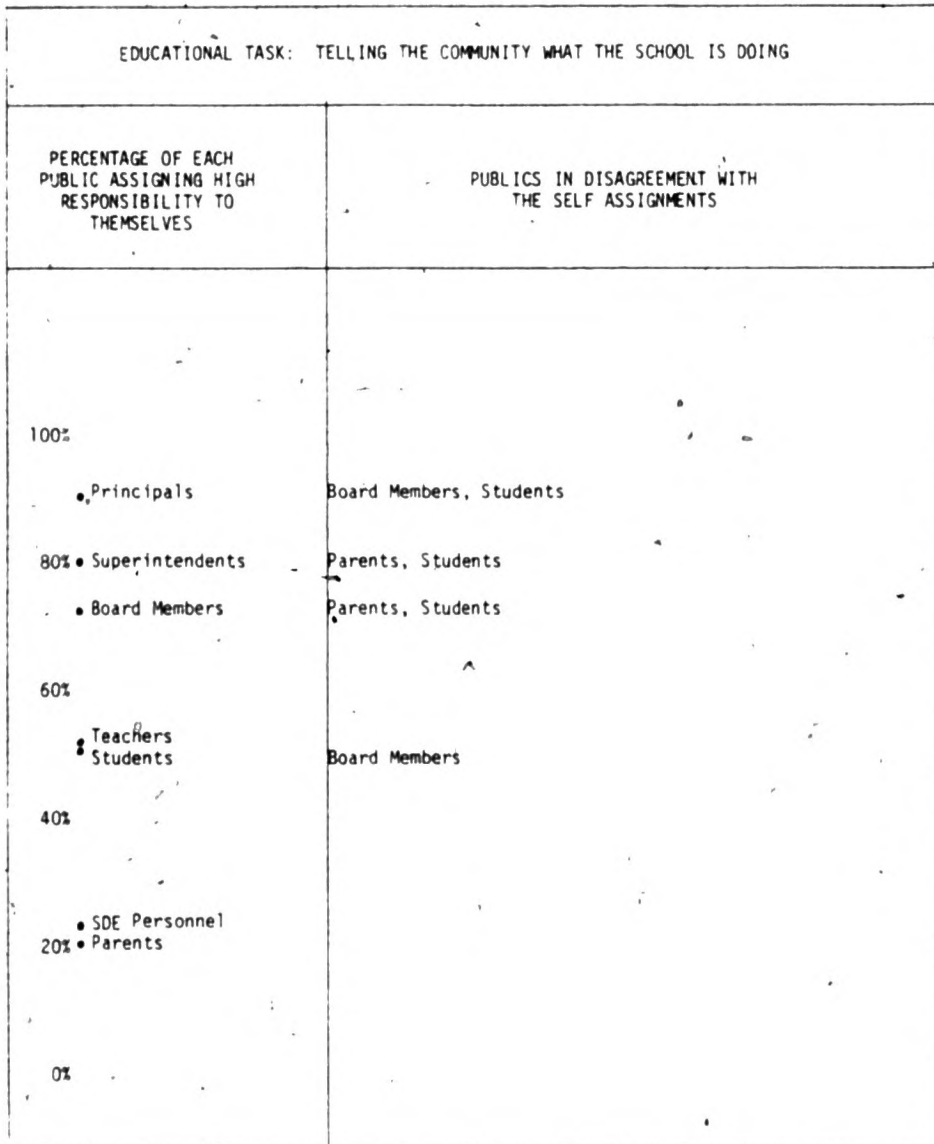 EDUCATIONAL TASK: TELLING THE COMMUNITY WHAT THE SCHOOL IS DOING
PERCENTAGE OF EACH
PUBLIC ASSIGNING HIGH
RESPONSIBILITY TO
THEMSELVES
PUBLICS IN DISAGREEMENT WITH
THE SELF ASSIGNMENTS
100%
Principals Board Members, Students
80% Superintendents Parents, Students
Board Members Parents, Students
60%
Teachers
Students Board Members
40%
SDE Personnel
20% Parents
0%